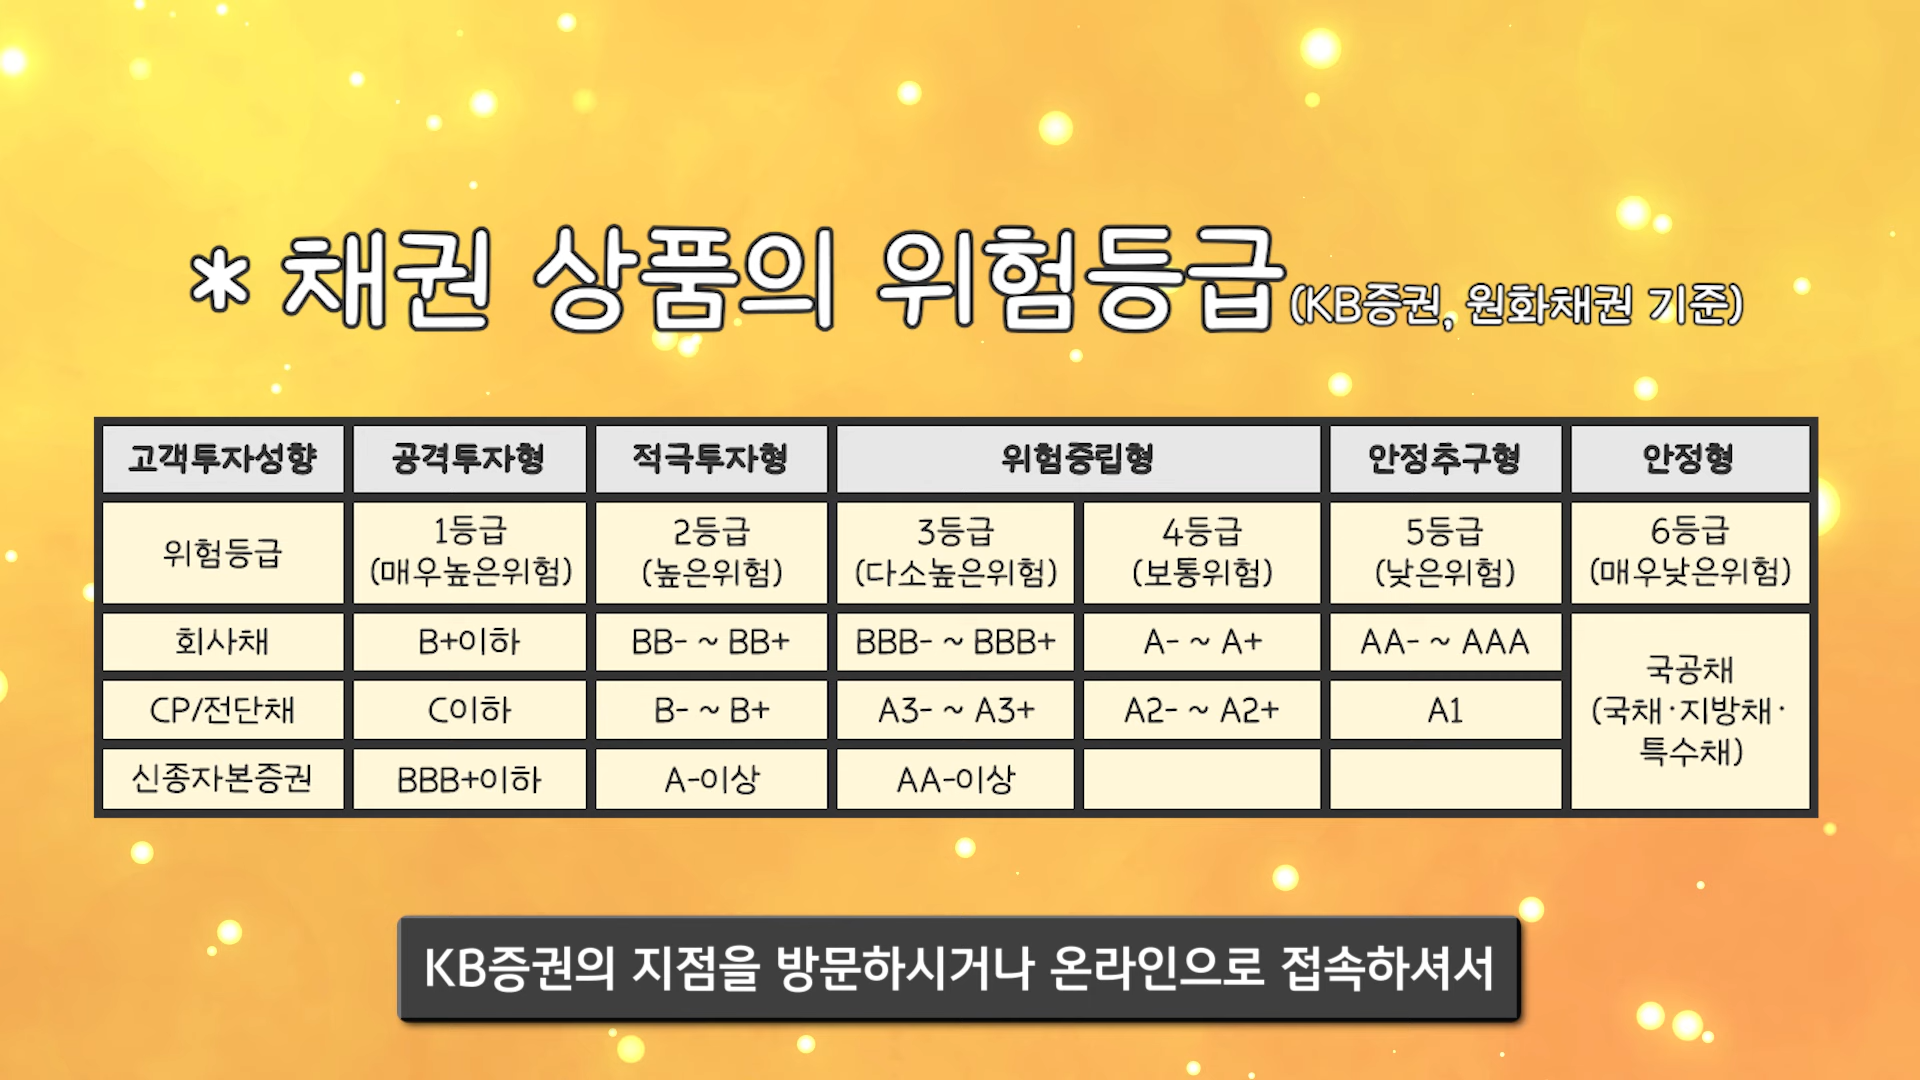 * 채권 상품의 위험등급(KB증권, 원화채권 기준)
고객투자성향 공격투자형 적극투자형 위험중립형 안정추구형 안정형
위험등급 1등급 (매우높은위험) 2등급 (높은위험) 3등급 (다소높은위험) 4등급 (보통위험) 5등급 (낮은위험) 6등급 (매우낮은위험)
회사채 B+이하 BB- ~ BB+ BBB- ~ BBB+ A- ~ A+ AA- ~ AAA 국공채 (국채·지방채· 특수채)
CP/전단채 C이하 B- ~ B+ A3- ~ A3+ A2- ~ A2+ A1
신종자본증권 BBB+이하 A-이상 AA-이상
KB증권의 지점을 방문하시거나 온라인으로 접속하셔서